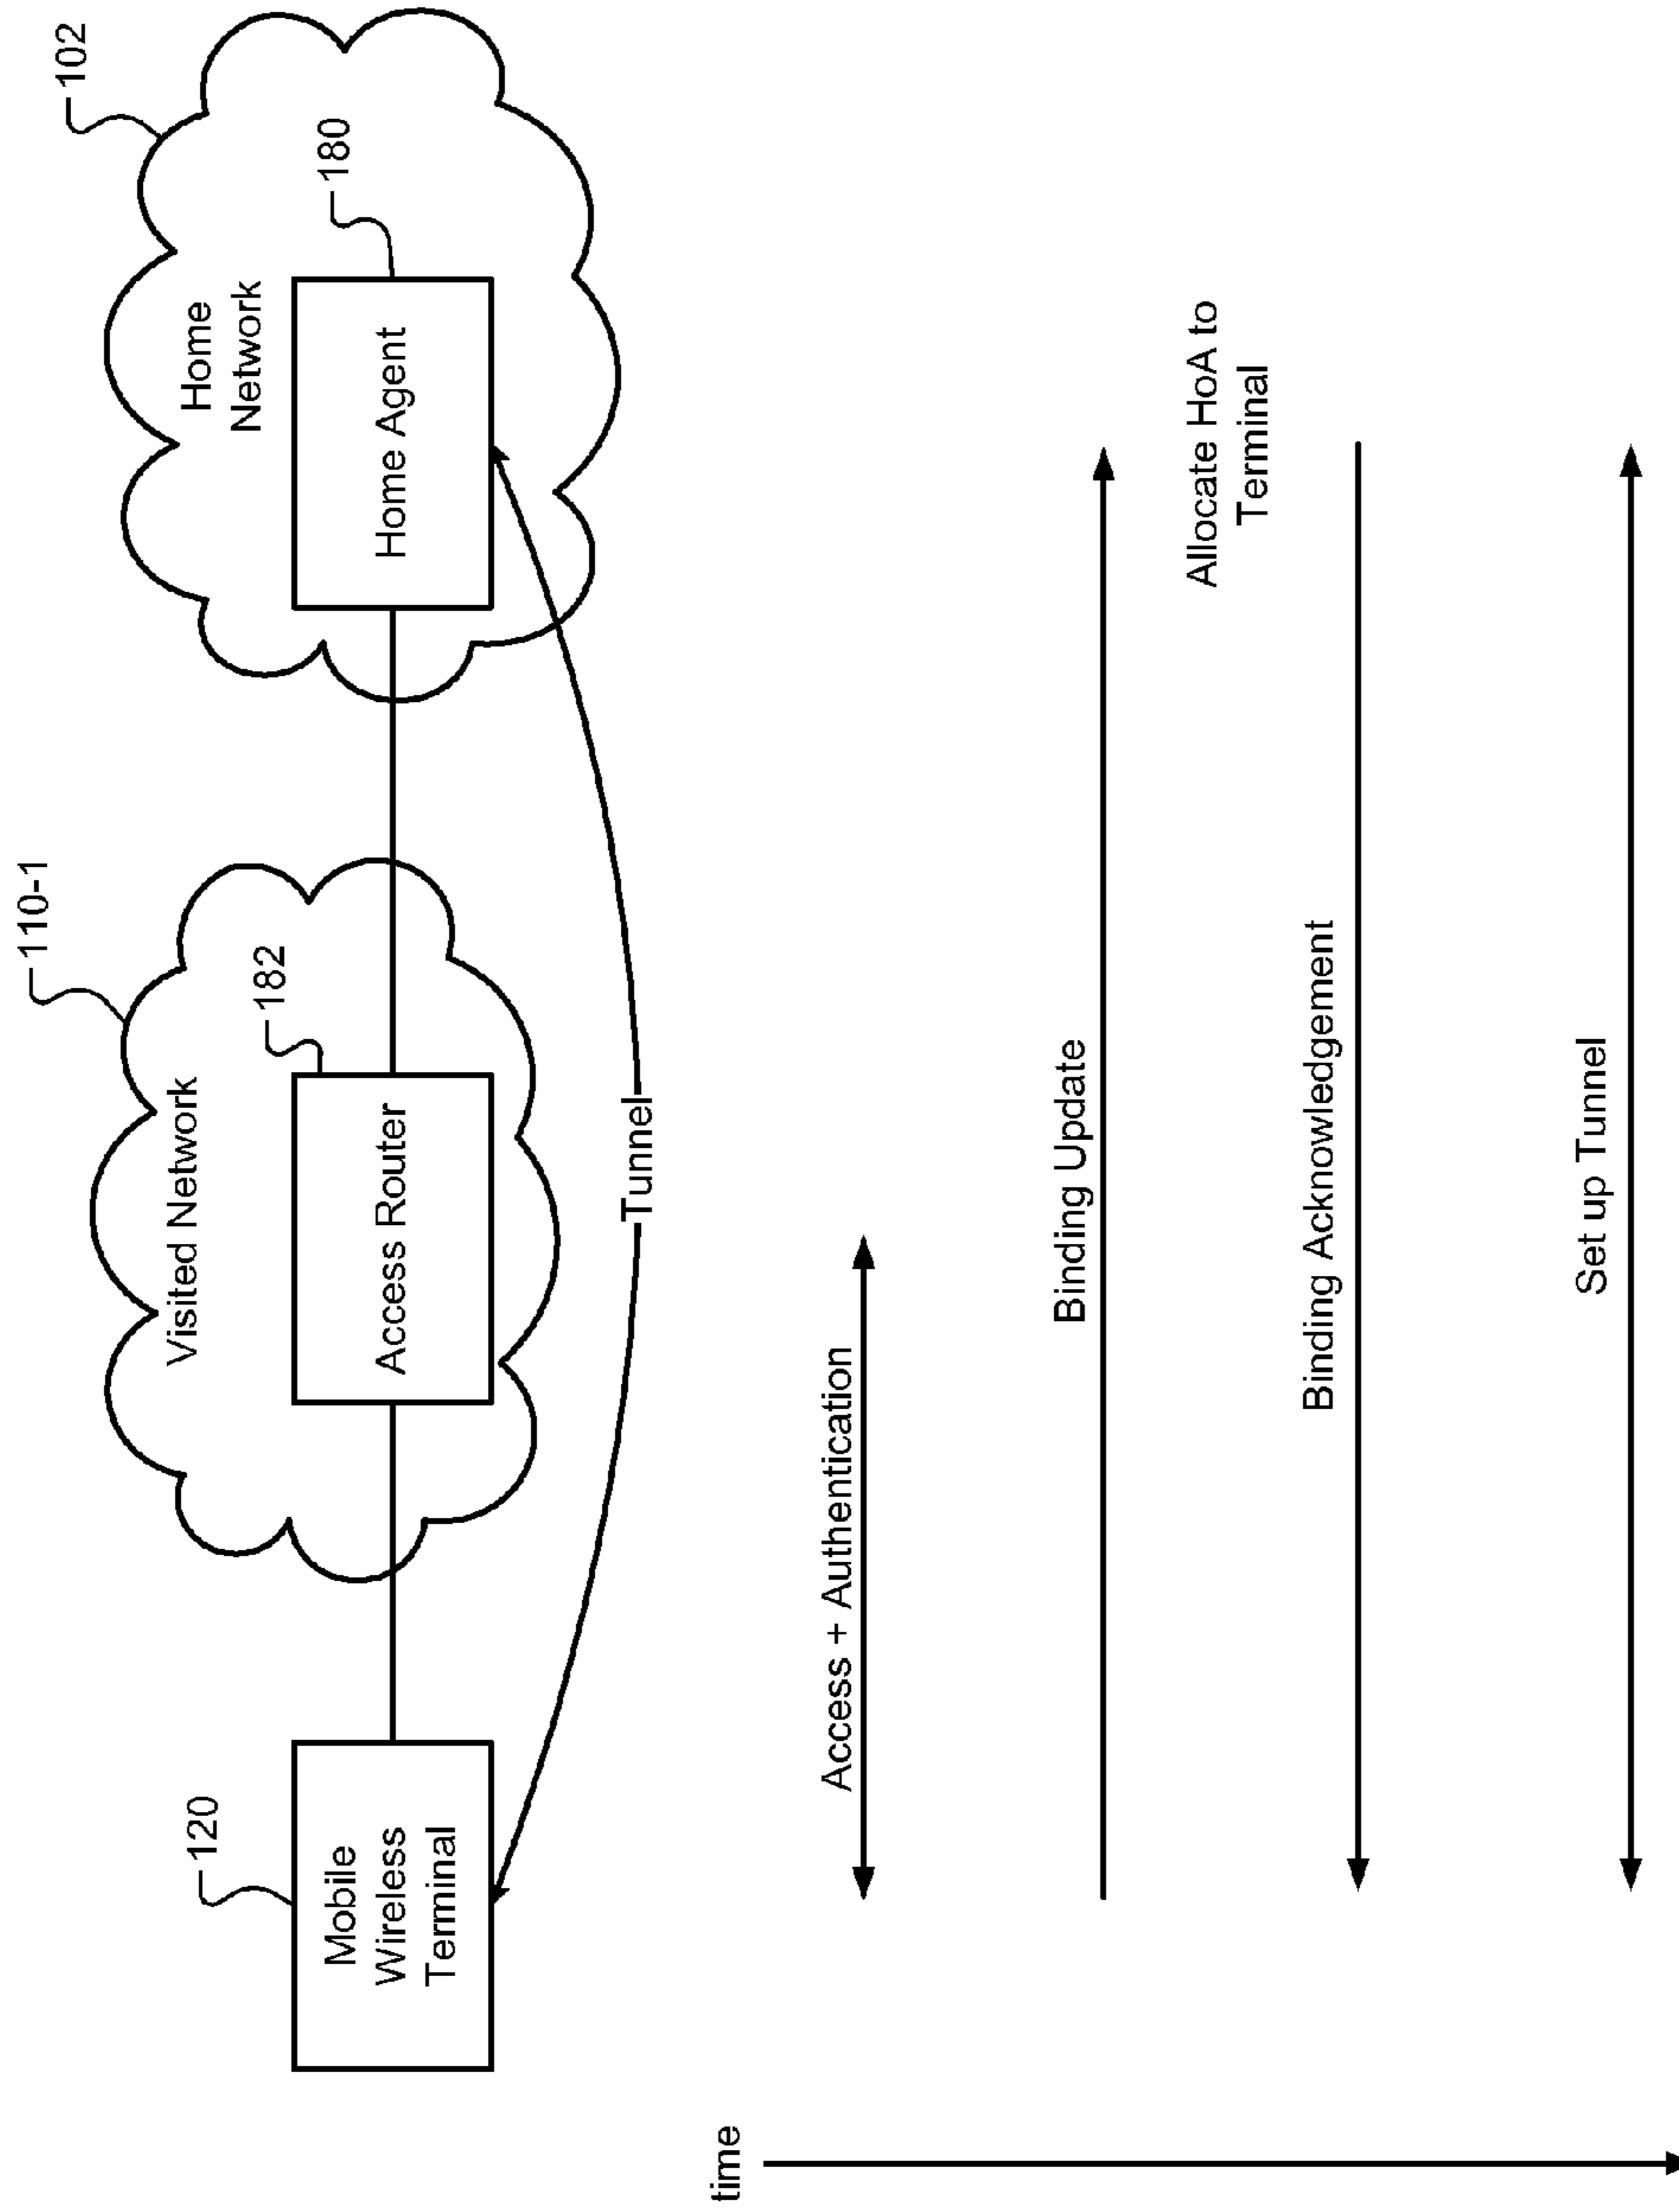 110-1
102
120
Visited Network
182
Home
Network
180
Mobile
Wireless
Terminal
Access Router
Home Agent
Tunnel
time
Access + Authentication
Binding Update
Allocate HoA to
Terminal
Binding Acknowledgement
Set up Tunnel